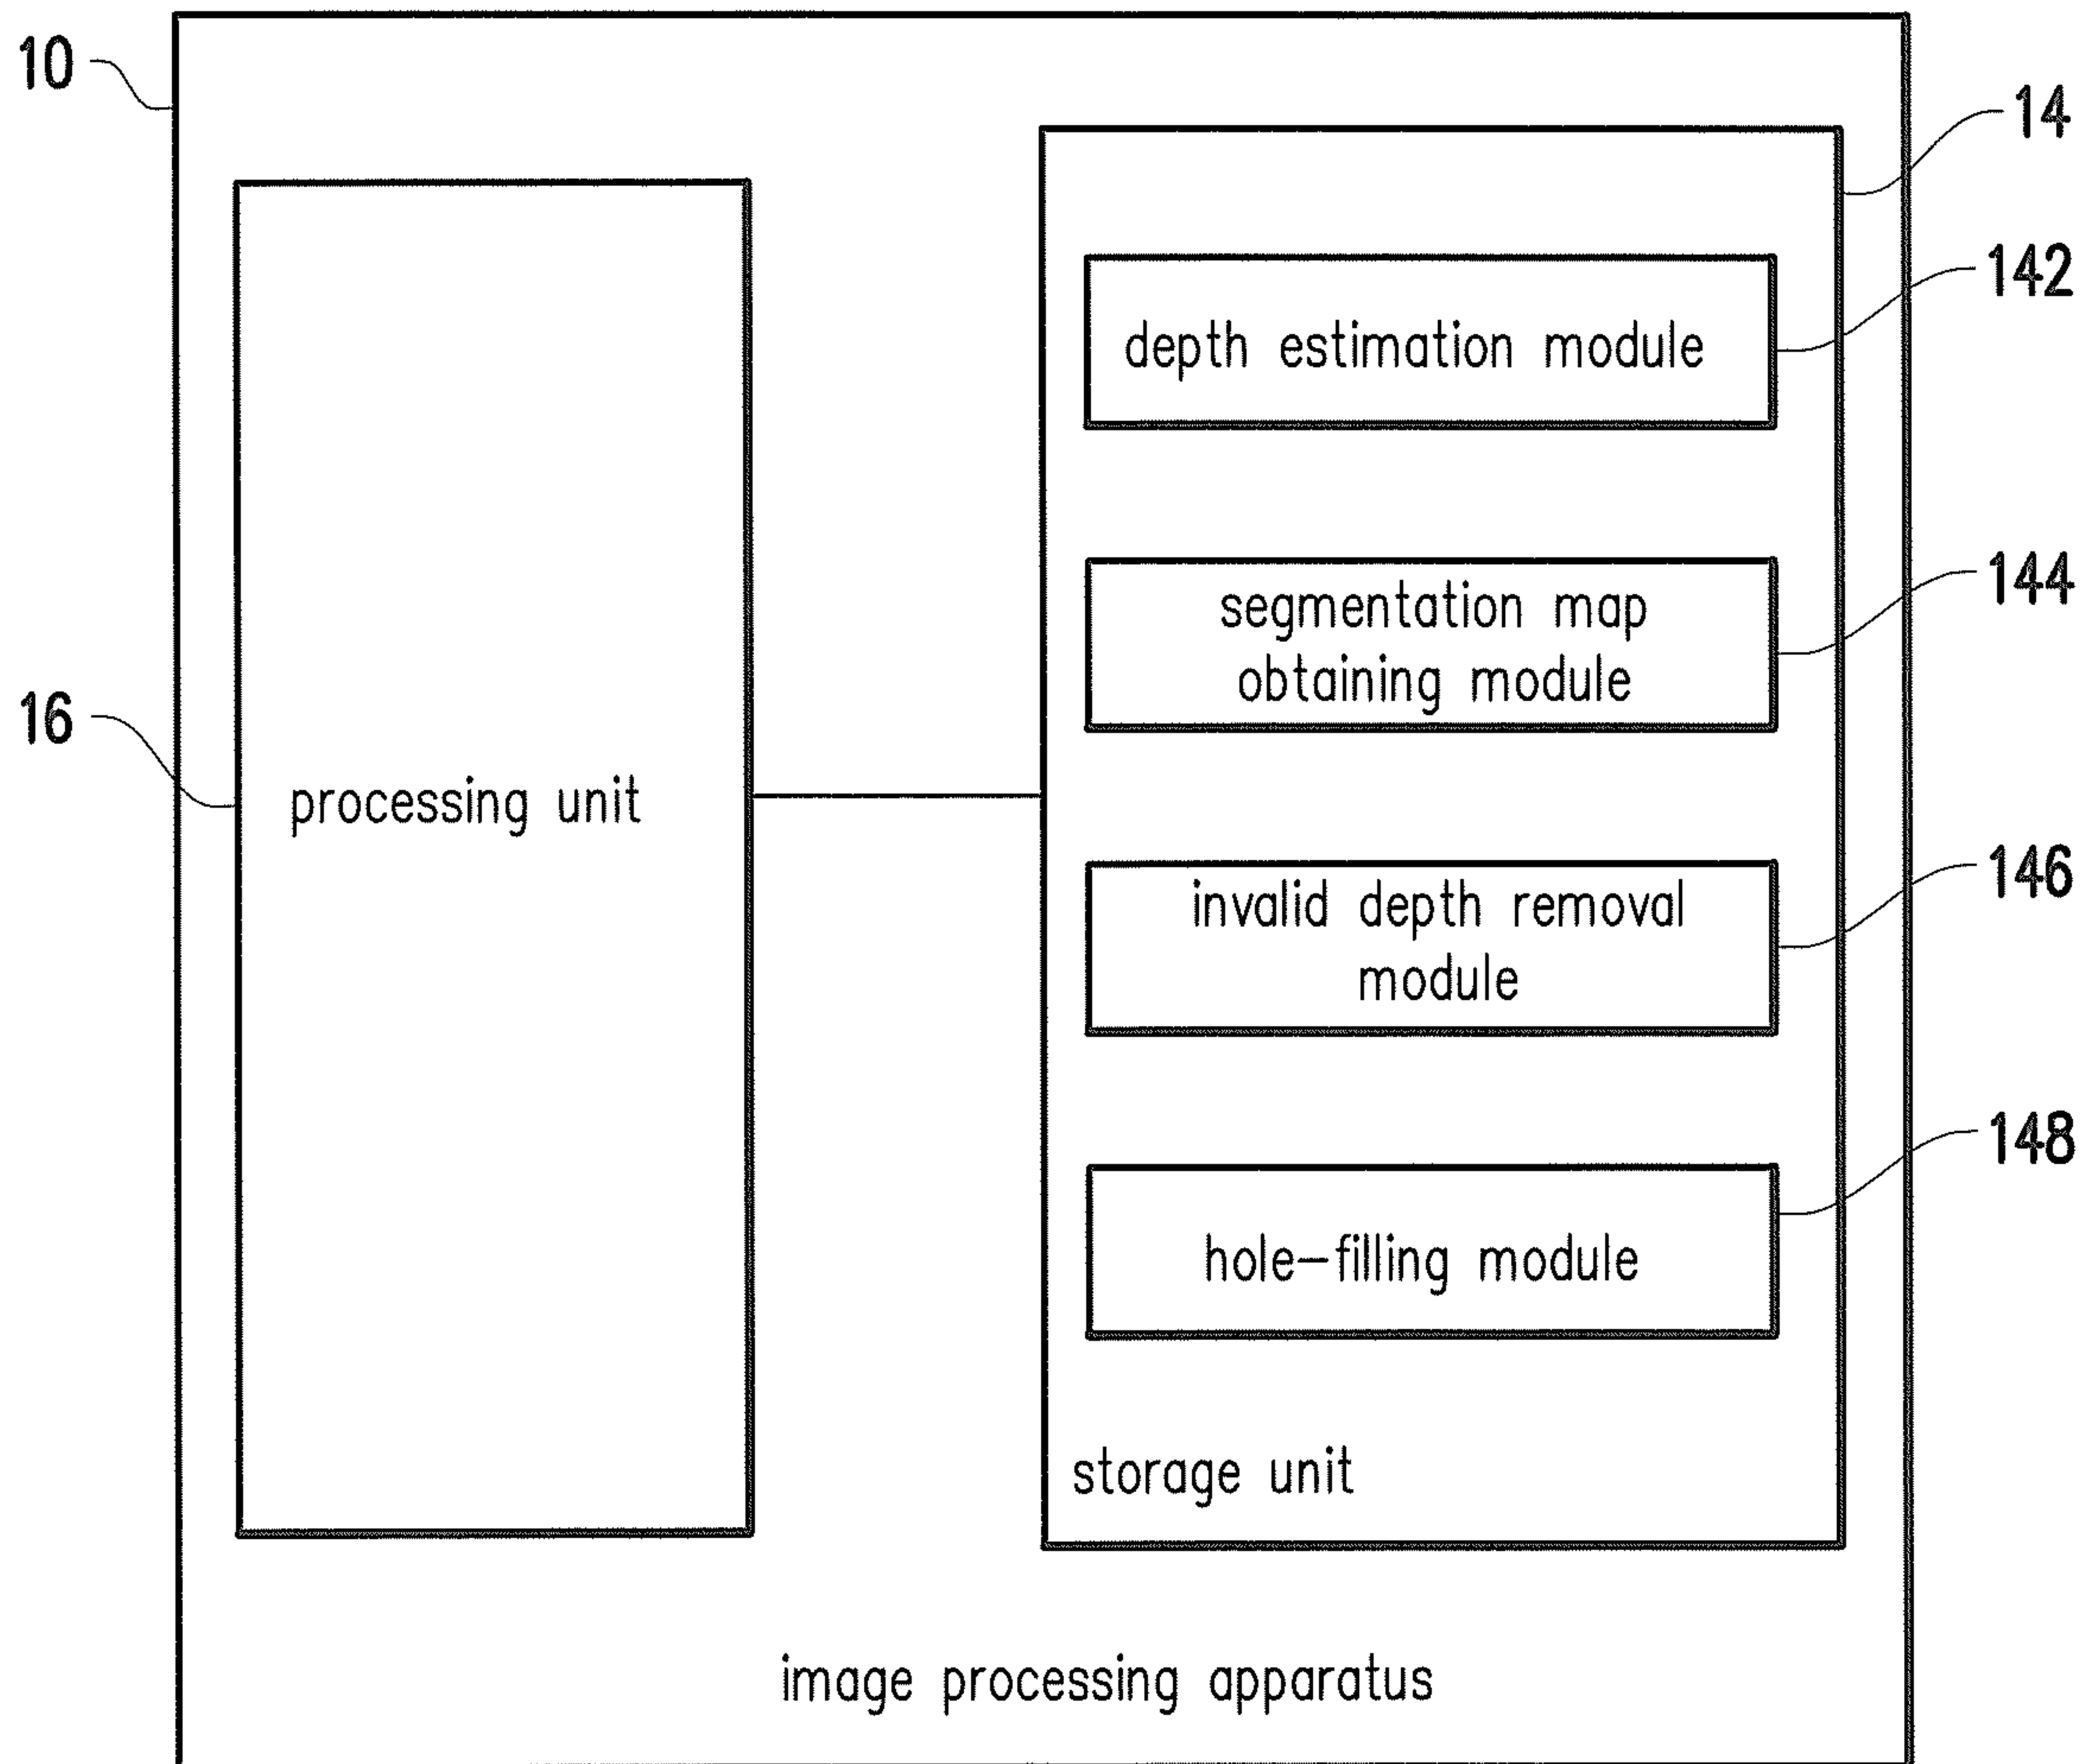 10
14
142
depth estimation module
144
segmentation map
obtaining module
16
processing unit
146
invalid depth removal
module
148
hole-filling module
storage unit
image processing apparatus